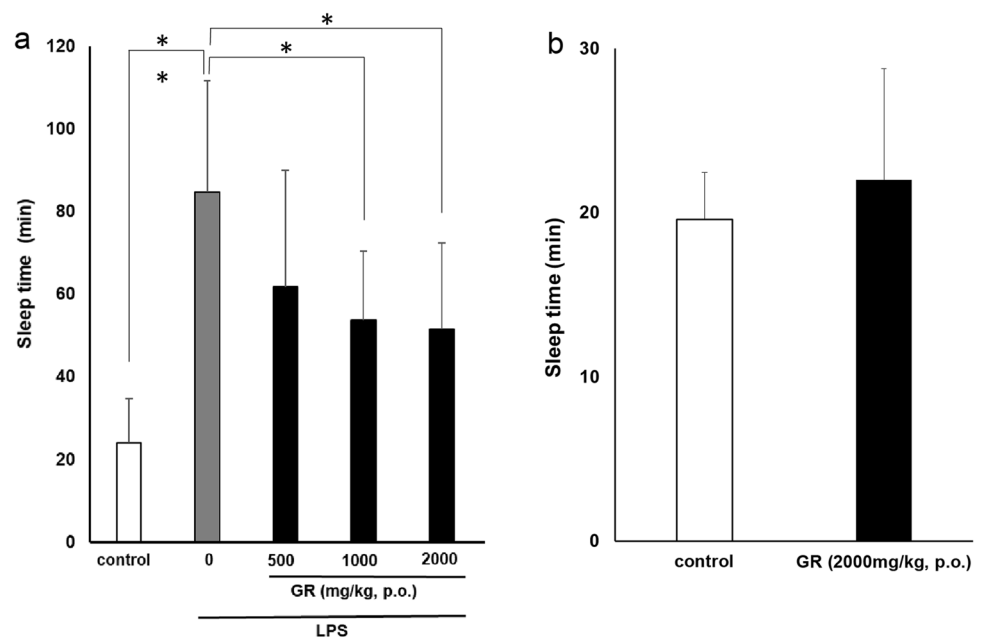 a
*
*
*
*
120
100
80
60
40
20
0
Sleep time (min)
control
0
500
1000
2000
GR (mg/kg, p.o.)
LPS
b
30
20
10
0
Sleep time (min)
control
GR (2000mg/kg, p.o.)